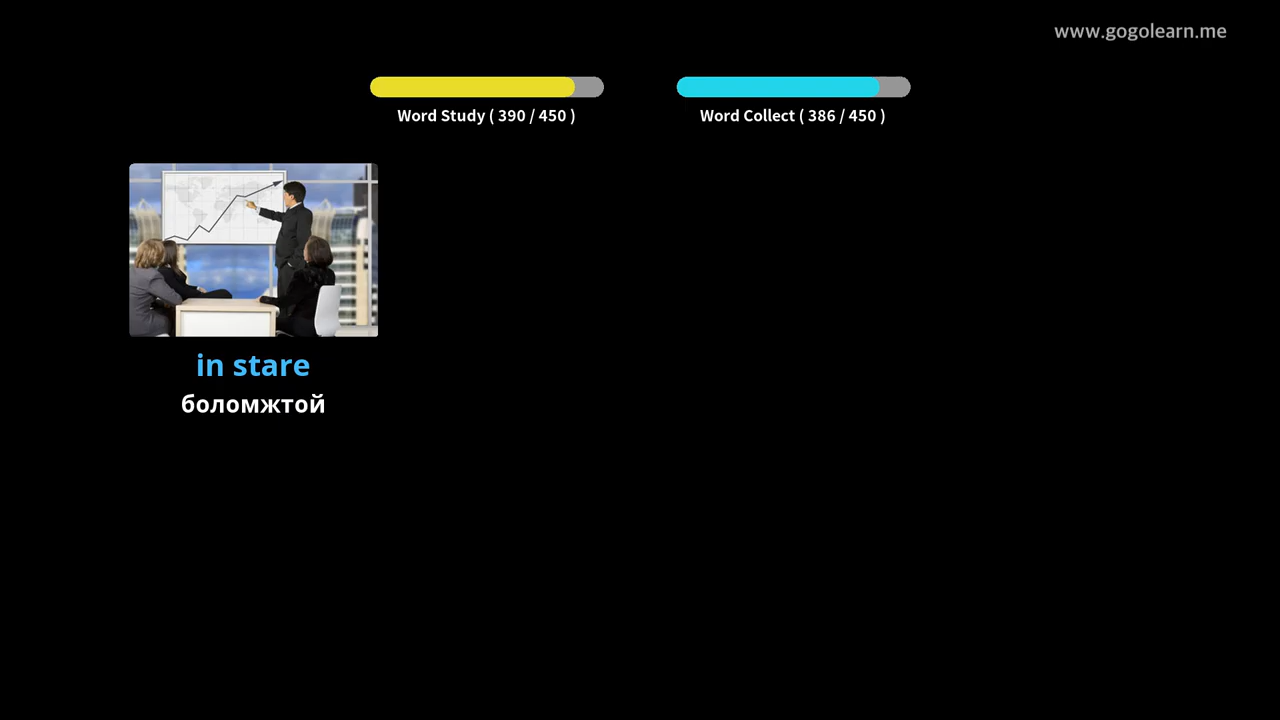 www.gogolearn.me
Word Study ( 390 / 450 )
Word Collect ( 386 / 450 )
in stare
боломжтой